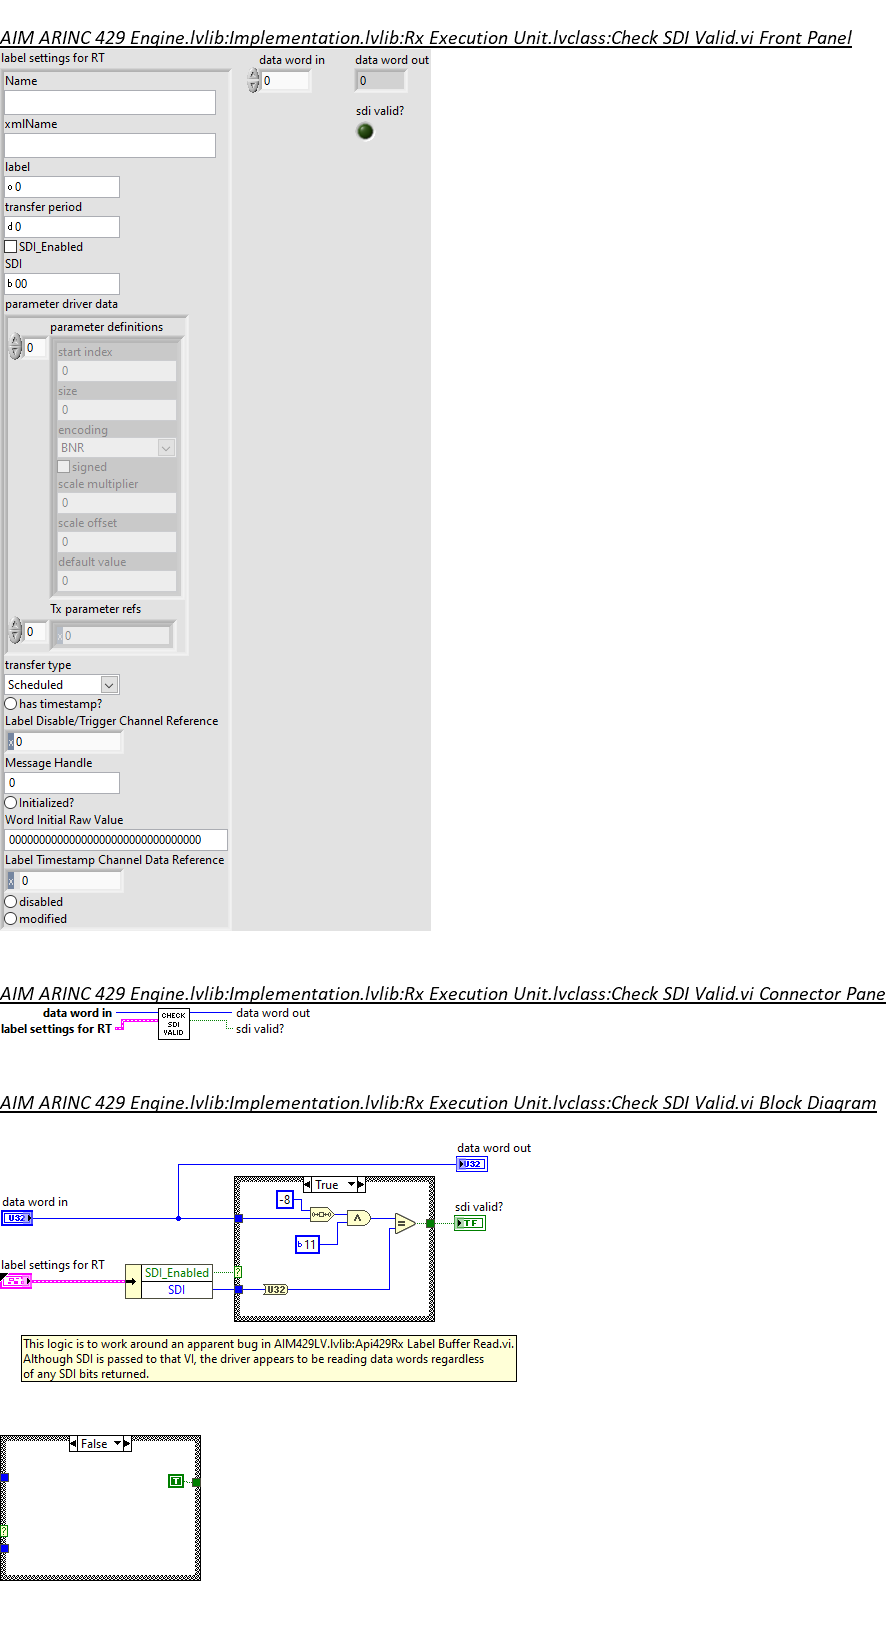 AIM ARINC 429 Engine.lvlib:Implementation.lvlib:Rx Execution Unit.lvclass:Check SDI Valid.vi Front Panel
label settings for RT
data word in
data word out
0
0
sdi valid?
Name
xmlName
label
o 0
transfer period
d 0
SDI_Enabled
SDI
b 00
parameter driver data
parameter definitions
0
start index
0
size
0
encoding
BNR
signed
scale multiplier
0
scale offset
0
default value
0
Tx parameter refs
0
x 0
transfer type
Scheduled
has timestamp?
Label Disable/Trigger Channel Reference
x 0
Message Handle
0
Initialized?
Word Initial Raw Value
00000000000000000000000000000000
Label Timestamp Channel Data Reference
x 0
disabled
modified
AIM ARINC 429 Engine.lvlib:Implementation.lvlib:Rx Execution Unit.lvclass:Check SDI Valid.vi Connector Pane
data word in
label settings for RT
CHECK
SDI
VALID
data word out
sdi valid?
AIM ARINC 429 Engine.lvlib:Implementation.lvlib:Rx Execution Unit.lvclass:Check SDI Valid.vi Block Diagram
data word out
U32
True
data word in
U32
-8
b 11
sdi valid?
TF
label settings for RT
SDI_Enabled
SDI
?
U32
This logic is to work around an apparent bug in AIM429LV.lvlib:Api429Rx Label Buffer Read.vi.
Although SDI is passed to that VI, the driver appears to be reading data words regardless
of any SDI bits returned.
False
T
?